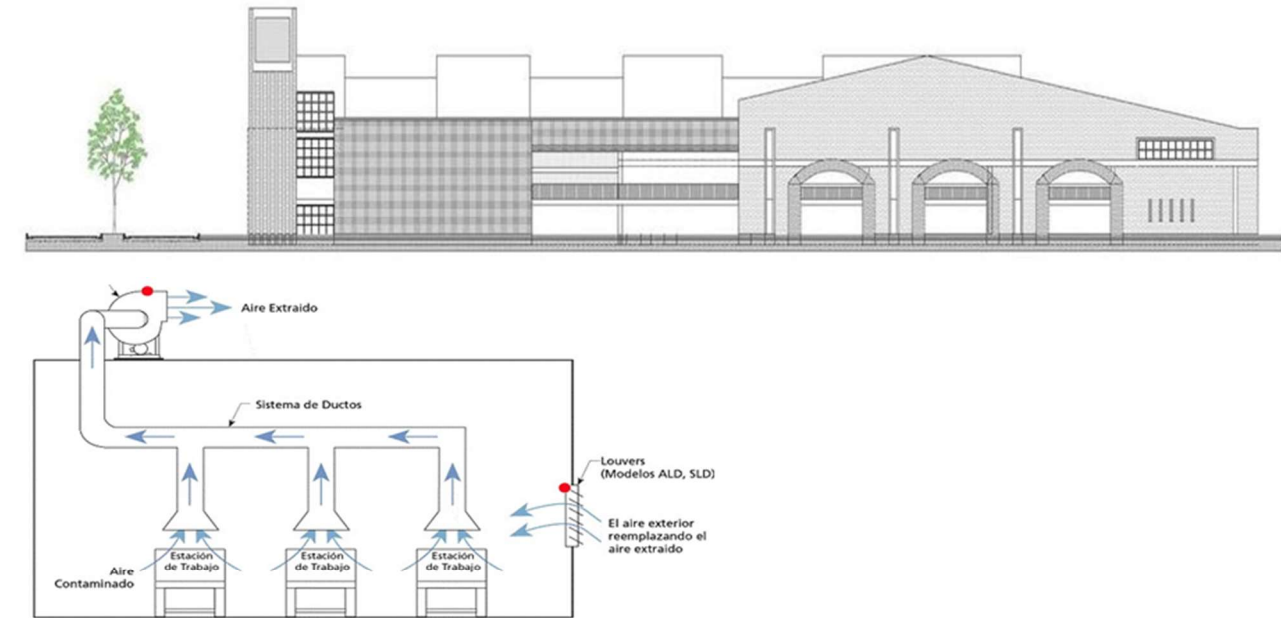 Aire Extraido
Sistema de Ductos
Louvers
(Modelos ALD, SLD)
El aire exterior
reemplazando el
aire extraido
Estación
de Trabajo
Estación
de Trabajo
Estación
de Trabajo
Aire
Contaminado